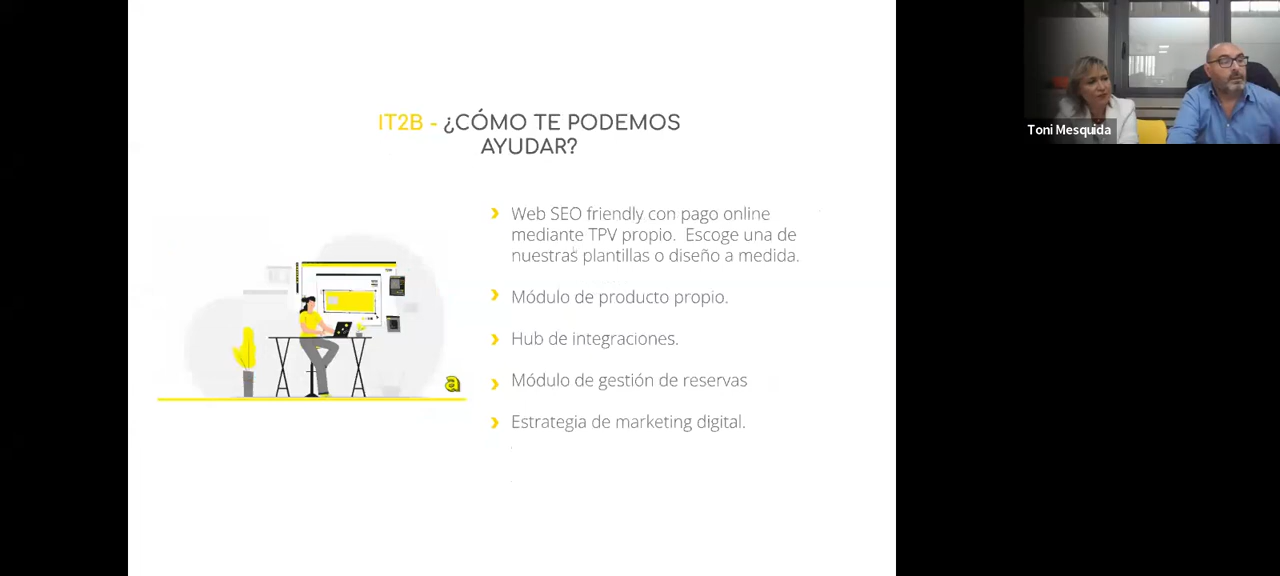 IT2B - ¿CÓMO TE PODEMOS
AYUDAR?
Web SEO friendly con pago online
mediante TPV propio. Escoge una de
nuestras plantillas o diseño a medida.
Módulo de producto propio.
Hub de integraciones.
Módulo de gestión de reservas
Estrategia de marketing digital.
a
Toni Mesquida